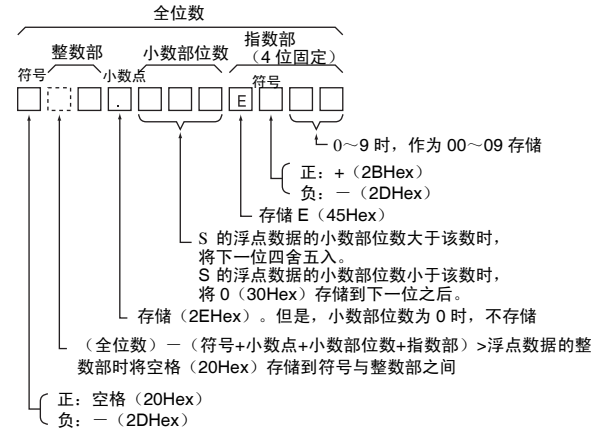 全位数
整数部
小数部位数
指数部
（4 位固定）
符号
小数点
符号
.
E
0～9 时，作为 00～09 存储
正：+（2BHex）
负：－（2DHex）
存储 E（45Hex）
S 的浮点数据的小数部位数大于该数时，
将下一位四舍五入。
S 的浮点数据的小数部位数小于该数时，
将 0（30Hex）存储到下一位之后。
存储（2EHex）。但是，小数部位数为 0 时，不存储
（全位数）－（符号+小数点+小数部位数+指数部）>浮点数据的整
数部时将空格（20Hex）存储到符号与整数部之间
正：空格（20Hex）
负：－（2DHex）